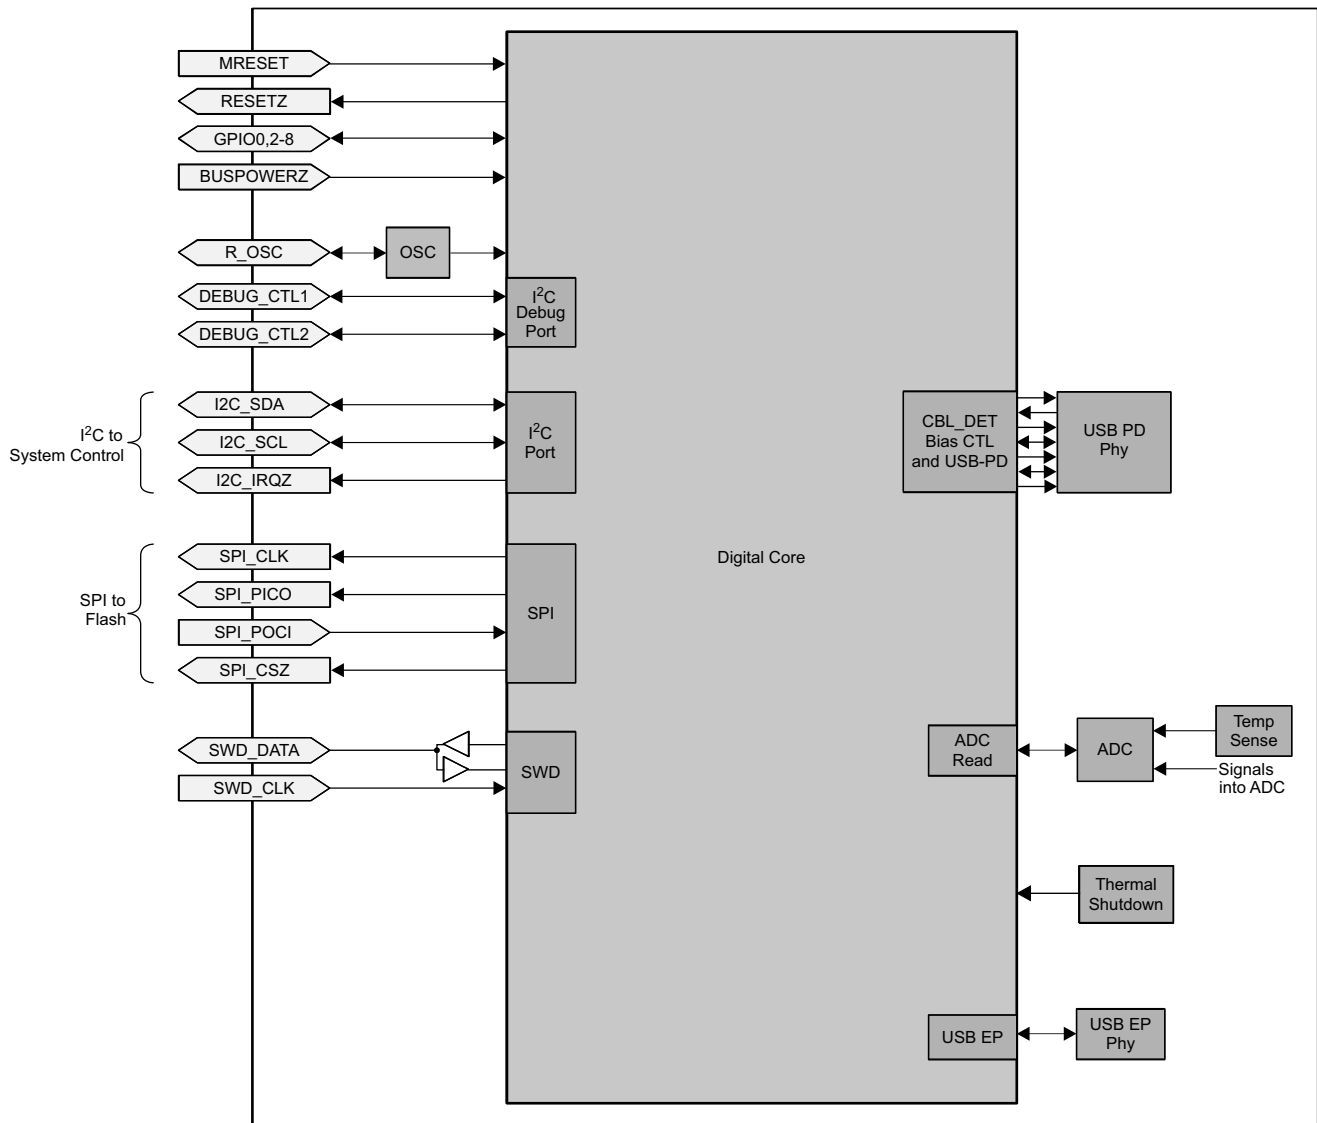 MRESET
RESETZ
GPIO0,2-8
BUSPOWERZ
R_OSC
OSC
DEBUG_CTL1
DEBUG_CTL2
I²C
Debug
Port
I²C to
System Control
I2C_SDA
I2C_SCL
I2C_IRQZ
I²C
Port
CBL_DET
Bias CTL
and USB-PD
USB PD
Phy
Digital Core
SPI to
Flash
SPI_CLK
SPI_PICO
SPI_POCI
SPI_CSZ
SPI
SWD_DATA
SWD_CLK
SWD
ADC
Read
ADC
Temp
Sense
Signals
into ADC
Thermal
Shutdown
USB EP
USB EP
Phy